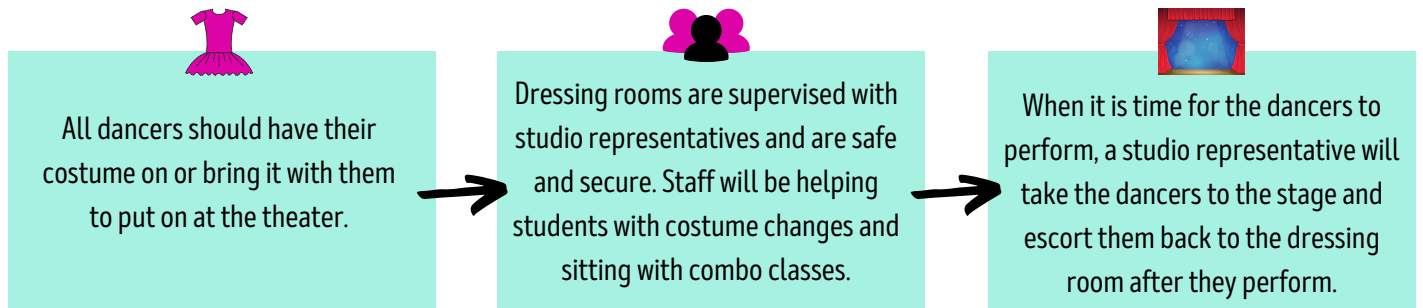 All dancers should have their
costume on or bring it with them
to put on at the theater.
Dressing rooms are supervised with
studio representatives and are safe
and secure. Staff will be helping
students with costume changes and
sitting with combo classes.
When it is time for the dancers to
perform, a studio representative will
take the dancers to the stage and
escort them back to the dressing
room after they perform.